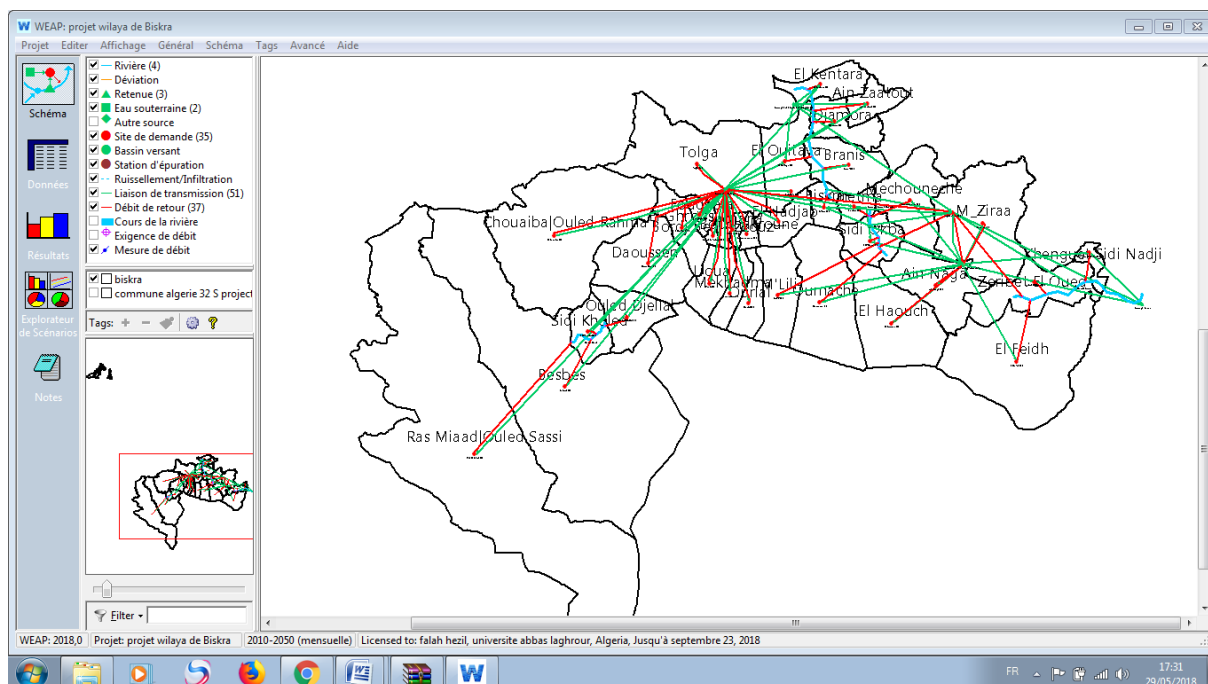 WEAP: projet wilaya de Biskra
Projet Editer Affichage Général Schéma Tags Avancé Aide
Schéma
Données
Résultats
Explorateur
de Scénarios
Notes
Rivière (4)
Déviation
Retenue (3)
Eau souterraine (2)
Autre source
Site de demande (35)
Bassin versant
Station d'épuration
Ruissellement/Infiltration
Liaison de transmission (51)
Débit de retour (37)
Cours de la rivière
Exigence de débit
Mesure de débit
biskra
commune algerie 32 S project
Tags:
Filter
El Kentara
Ain Zaatout
Djamora
Tolga
El Outaya
Branis
Mechouneche
Chouaiba|Ouled Rahma
M_Ziraa
Sidi Okba
Daoussen
Chenguet Sidi Nadji
Ain Naga
Zeribet El Oued
Ourmache
Ouled Djellal
Sidi Khaled
El Haouch
El Feidh
Besbes
Ras Miaad|Ouled Sassi
WEAP: 2018,0 Projet: projet wilaya de Biskra 2010-2050 (mensuelle) Licensed to: falah hezil, universite abbas laghrour, Algeria, Jusqu'à septembre 23, 2018
FR
17:31
29/05/2018